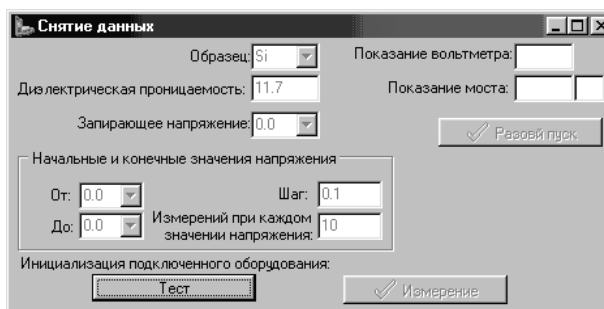 Снятие данных
Образец: Si
Показание вольтметра:
Диэлектрическая проницаемость: 11.7
Показание моста:
Запирающее напряжение: 0.0
Разовй пуск
Начальные и конечные значения напряжения
От: 0.0
Шаг: 0.1
До: 0.0
Измерений при каждом
значении напряжения: 10
Инициализация подключенного оборудования:
Тест
Измерение